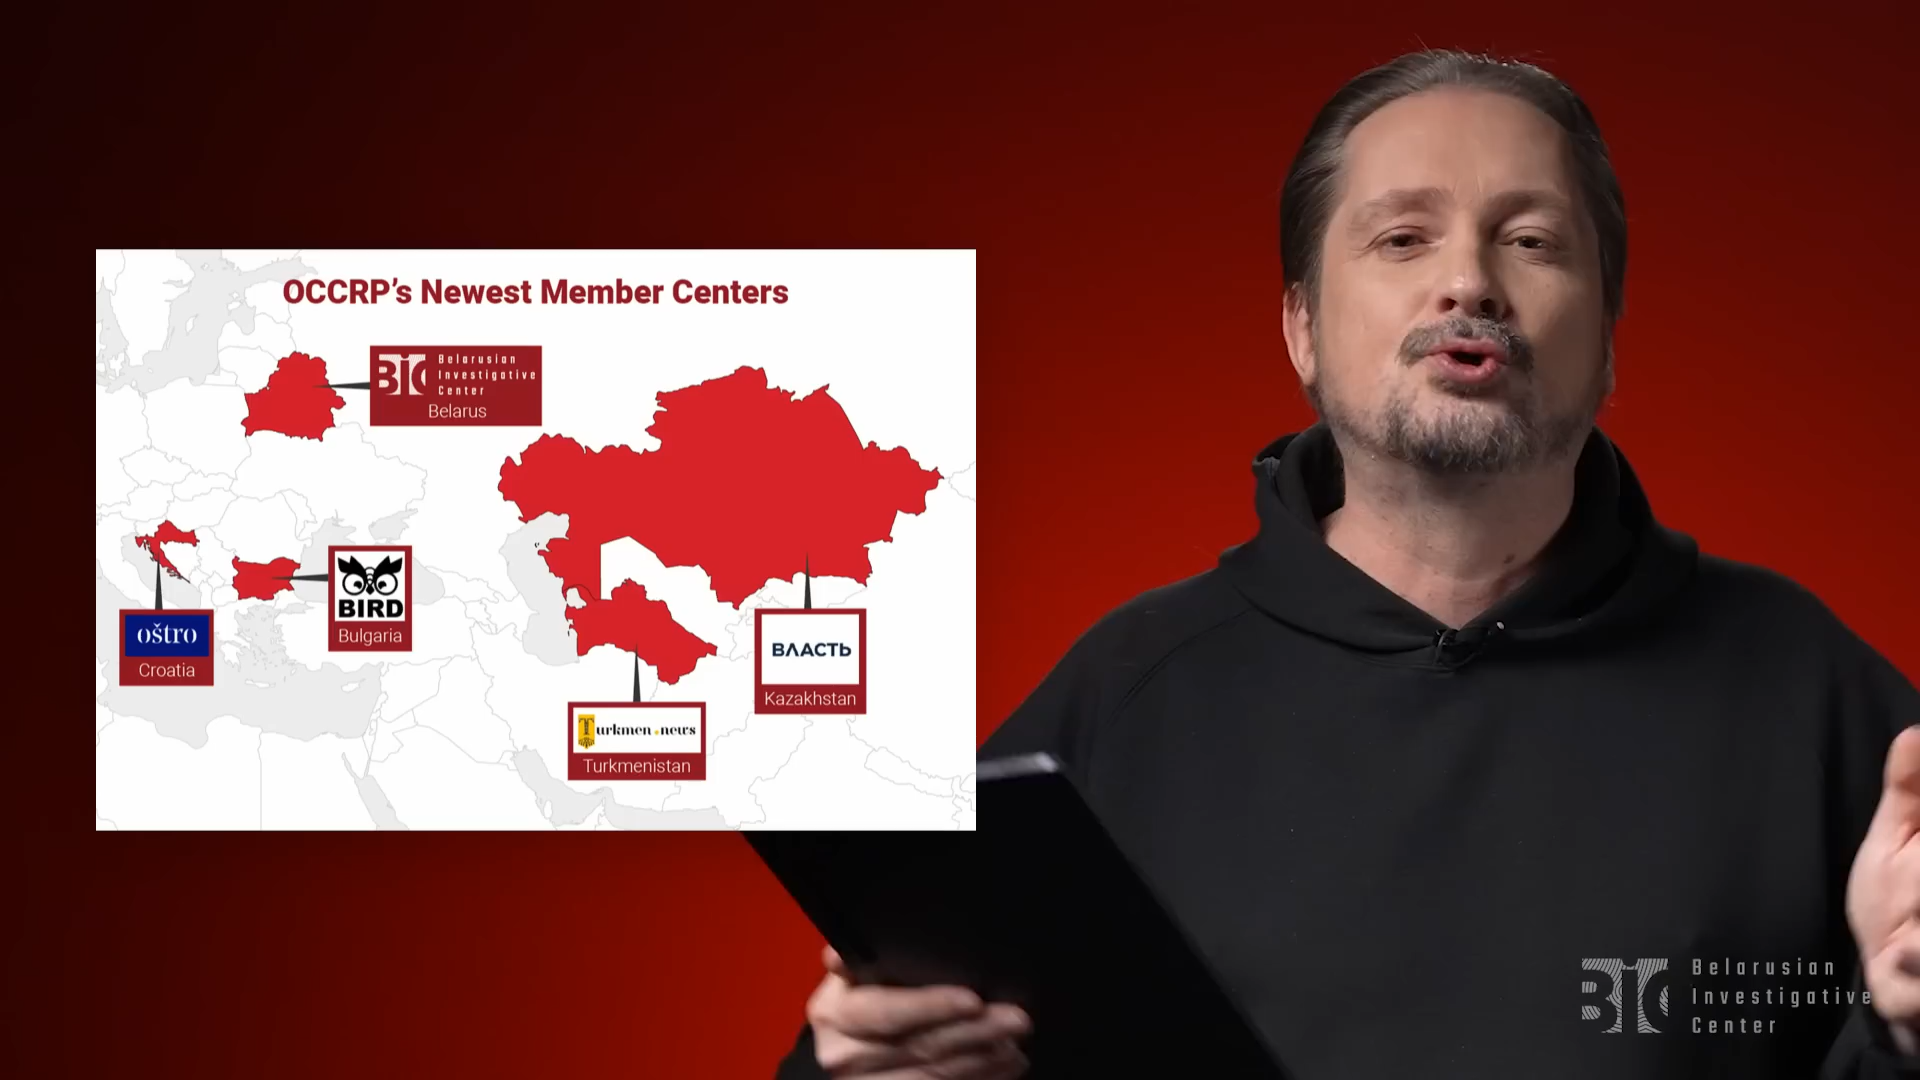 OCCRP's Newest Member Centers
BIC
Belarusian
Investigative
Center
Belarus
BIRD
Bulgaria
oštro
Croatia
ВЛАСТЬ
Kazakhstan
Turkmen.news
Turkmenistan
BIC
Belarusian
Investigative
Center